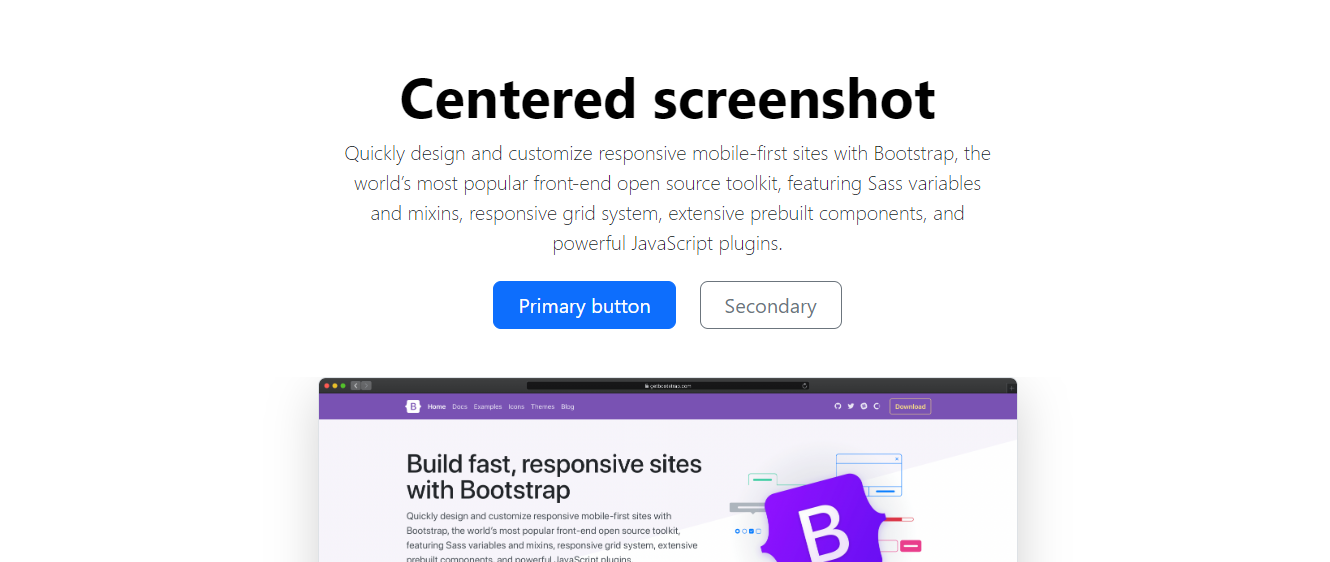 Centered screenshot
Quickly design and customize responsive mobile-first sites with Bootstrap, the
world’s most popular front-end open source toolkit, featuring Sass variables
and mixins, responsive grid system, extensive prebuilt components, and
powerful JavaScript plugins.
Primary button Secondary
getbootstrap.com
B Home Docs Examples Icons Themes Blog Download
Build fast, responsive sites
with Bootstrap
Quickly design and customize responsive mobile-first sites with
Bootstrap, the world's most popular front-end open source toolkit,
featuring Sass variables and mixins, responsive grid system, extensive
prebuilt components, and powerful JavaScript plugins.
B